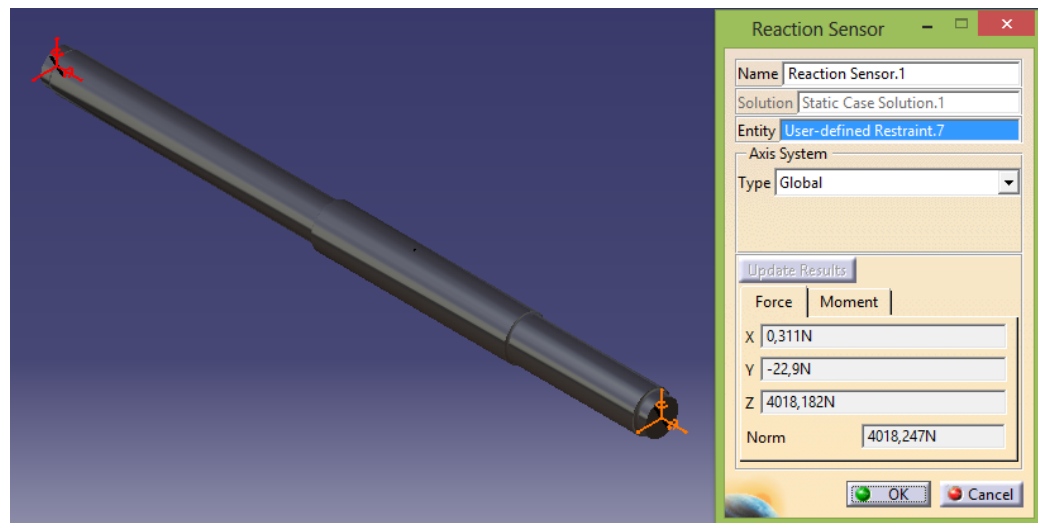 Reaction Sensor
Name Reaction Sensor.1
Solution Static Case Solution.1
Entity User-defined Restraint.7
Axis System
Type Global
Update Results
Force Moment
X 0,311N
Y -22,9N
Z 4018,182N
Norm 4018,247N
OK Cancel